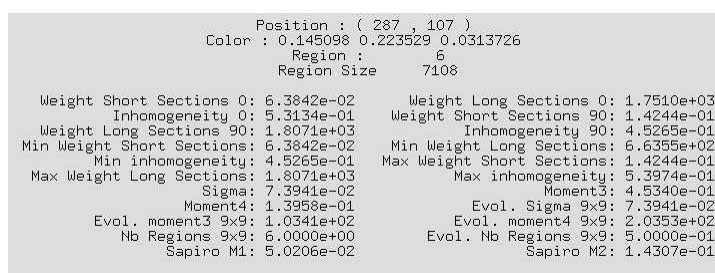 Position : ( 287 , 107 )
Color : 0.145098 0.223529 0.0313726
Region : 6
Region Size 7108
Weight Short Sections 0: 6.3842e-02 Weight Long Sections 0: 1.7510e+03
Inhomogeneity 0: 5.3134e-01 Weight Short Sections 90: 1.4244e-01
Weight Long Sections 90: 1.8071e+03 Inhomogeneity 90: 4.5265e-01
Min Weight Short Sections: 6.3842e-02 Min Weight Long Sections: 6.6355e+02
Min inhomogeneity: 4.5265e-01 Max Weight Short Sections: 1.4244e-01
Max Weight Long Sections: 1.8071e+03 Max inhomogeneity: 5.3974e-01
Sigma: 7.3941e-02 Moment3: 4.5340e-01
Moment4: 1.3958e-01 Evol. Sigma 9x9: 7.3941e-02
Evol. moment3 9x9: 1.0341e+02 Evol. moment4 9x9: 2.0353e+02
Nb Regions 9x9: 6.0000e+00 Evol. Nb Regions 9x9: 5.0000e-01
Sapiro M1: 5.0206e-02 Sapiro M2: 1.4307e-01